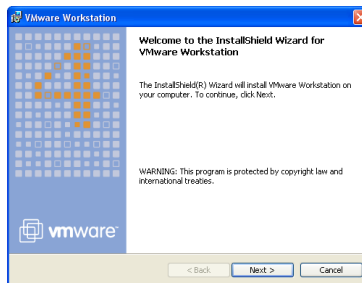 VMware Workstation
Welcome to the InstallShield Wizard for
VMware Workstation
The InstallShield(R) Wizard will install VMware Workstation on
your computer. To continue, click Next.
WARNING: This program is protected by copyright law and
international treaties.
vmware
< Back
Next >
Cancel